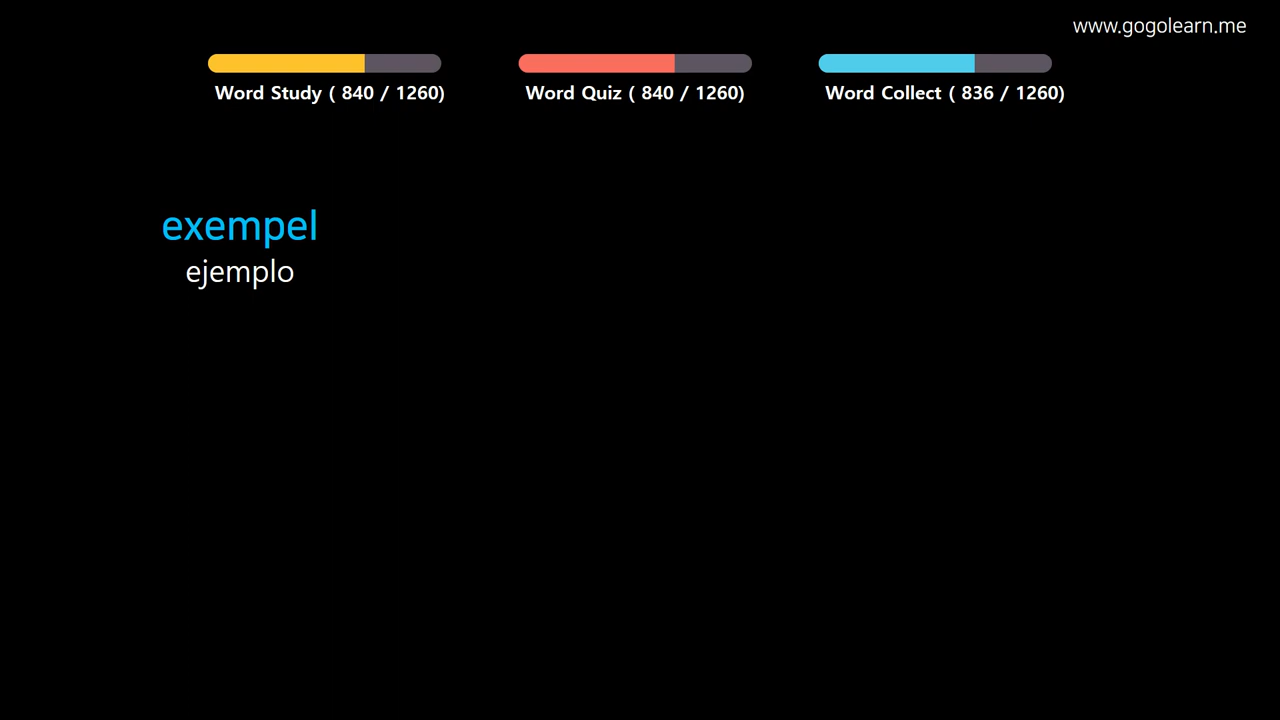 www.gogolearn.me
Word Study ( 840 / 1260)
Word Quiz ( 840 / 1260)
Word Collect ( 836 / 1260)
exempel
ejemplo